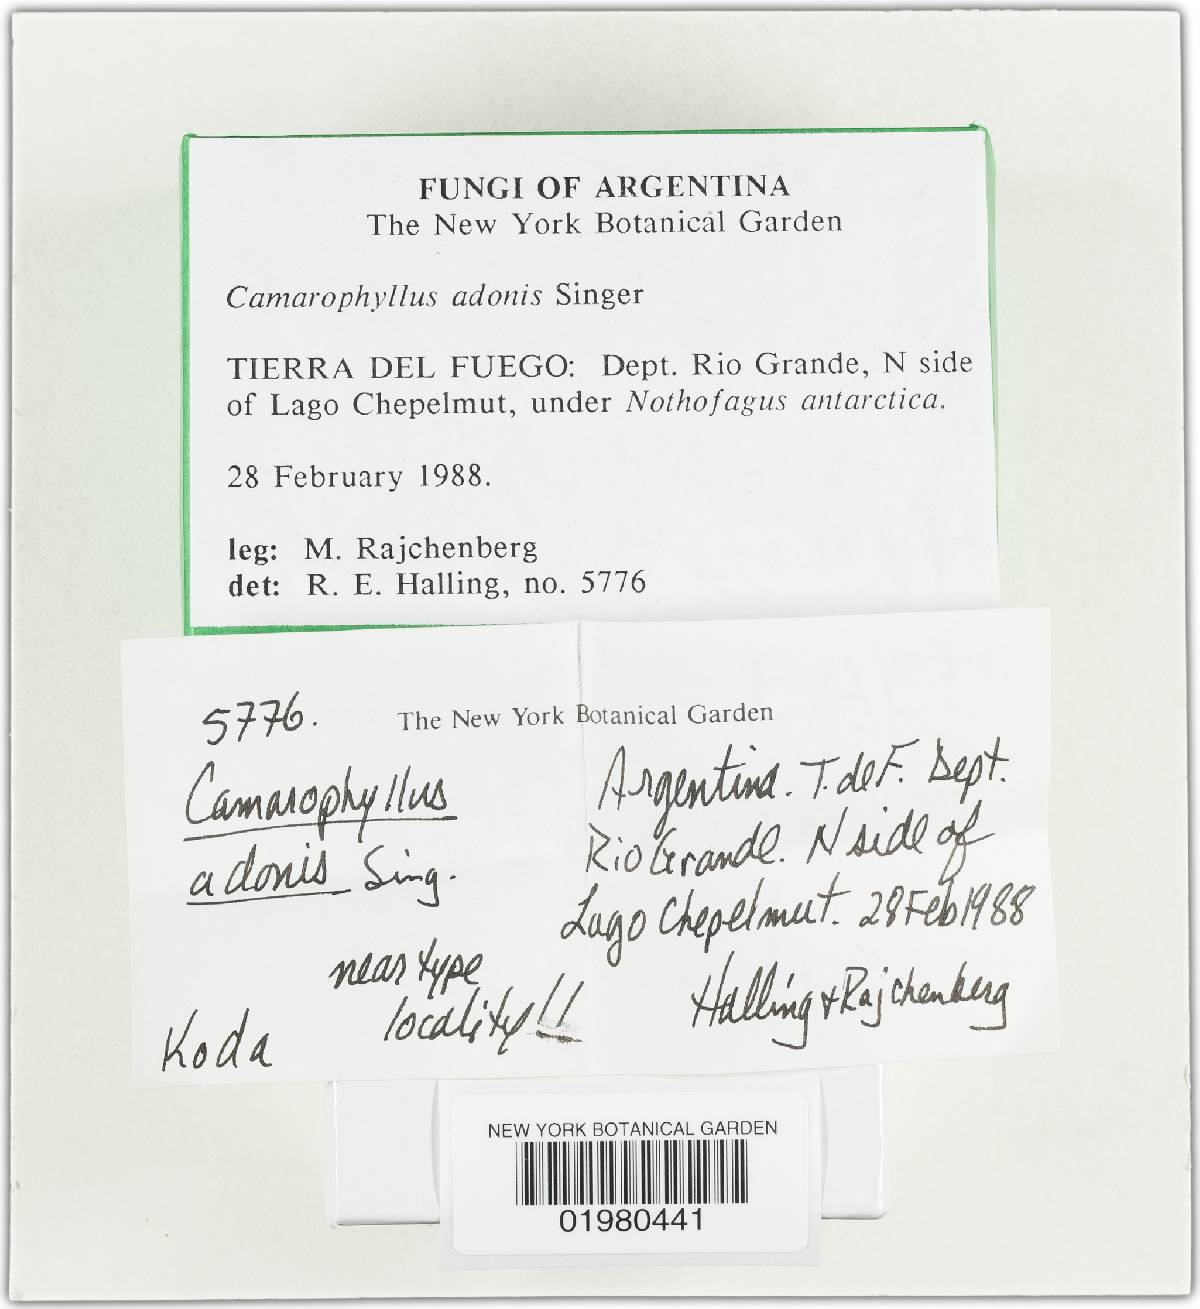 FUNGI OF ARGENTINA
The New York Botanical Garden
Camarophyllus adonis Singer
TIERRA DEL FUEGO: Dept. Rio Grande, N side
of Lago Chepelmut, under Nothofagus antarctica.
28 February 1988.
leg: M. Rajchenberg
det: R. E. Halling, no. 5776
5776.
The New York Botanical Garden
Camarophyllus
adonis Sing.
near type
locality!!
Koda
Argentina. T. de F. Dept.
Rio Grande. N side of
Lago Chepelmut. 28 Feb 1988
Halling + Rajchenberg
NEW YORK BOTANICAL GARDEN
01980441